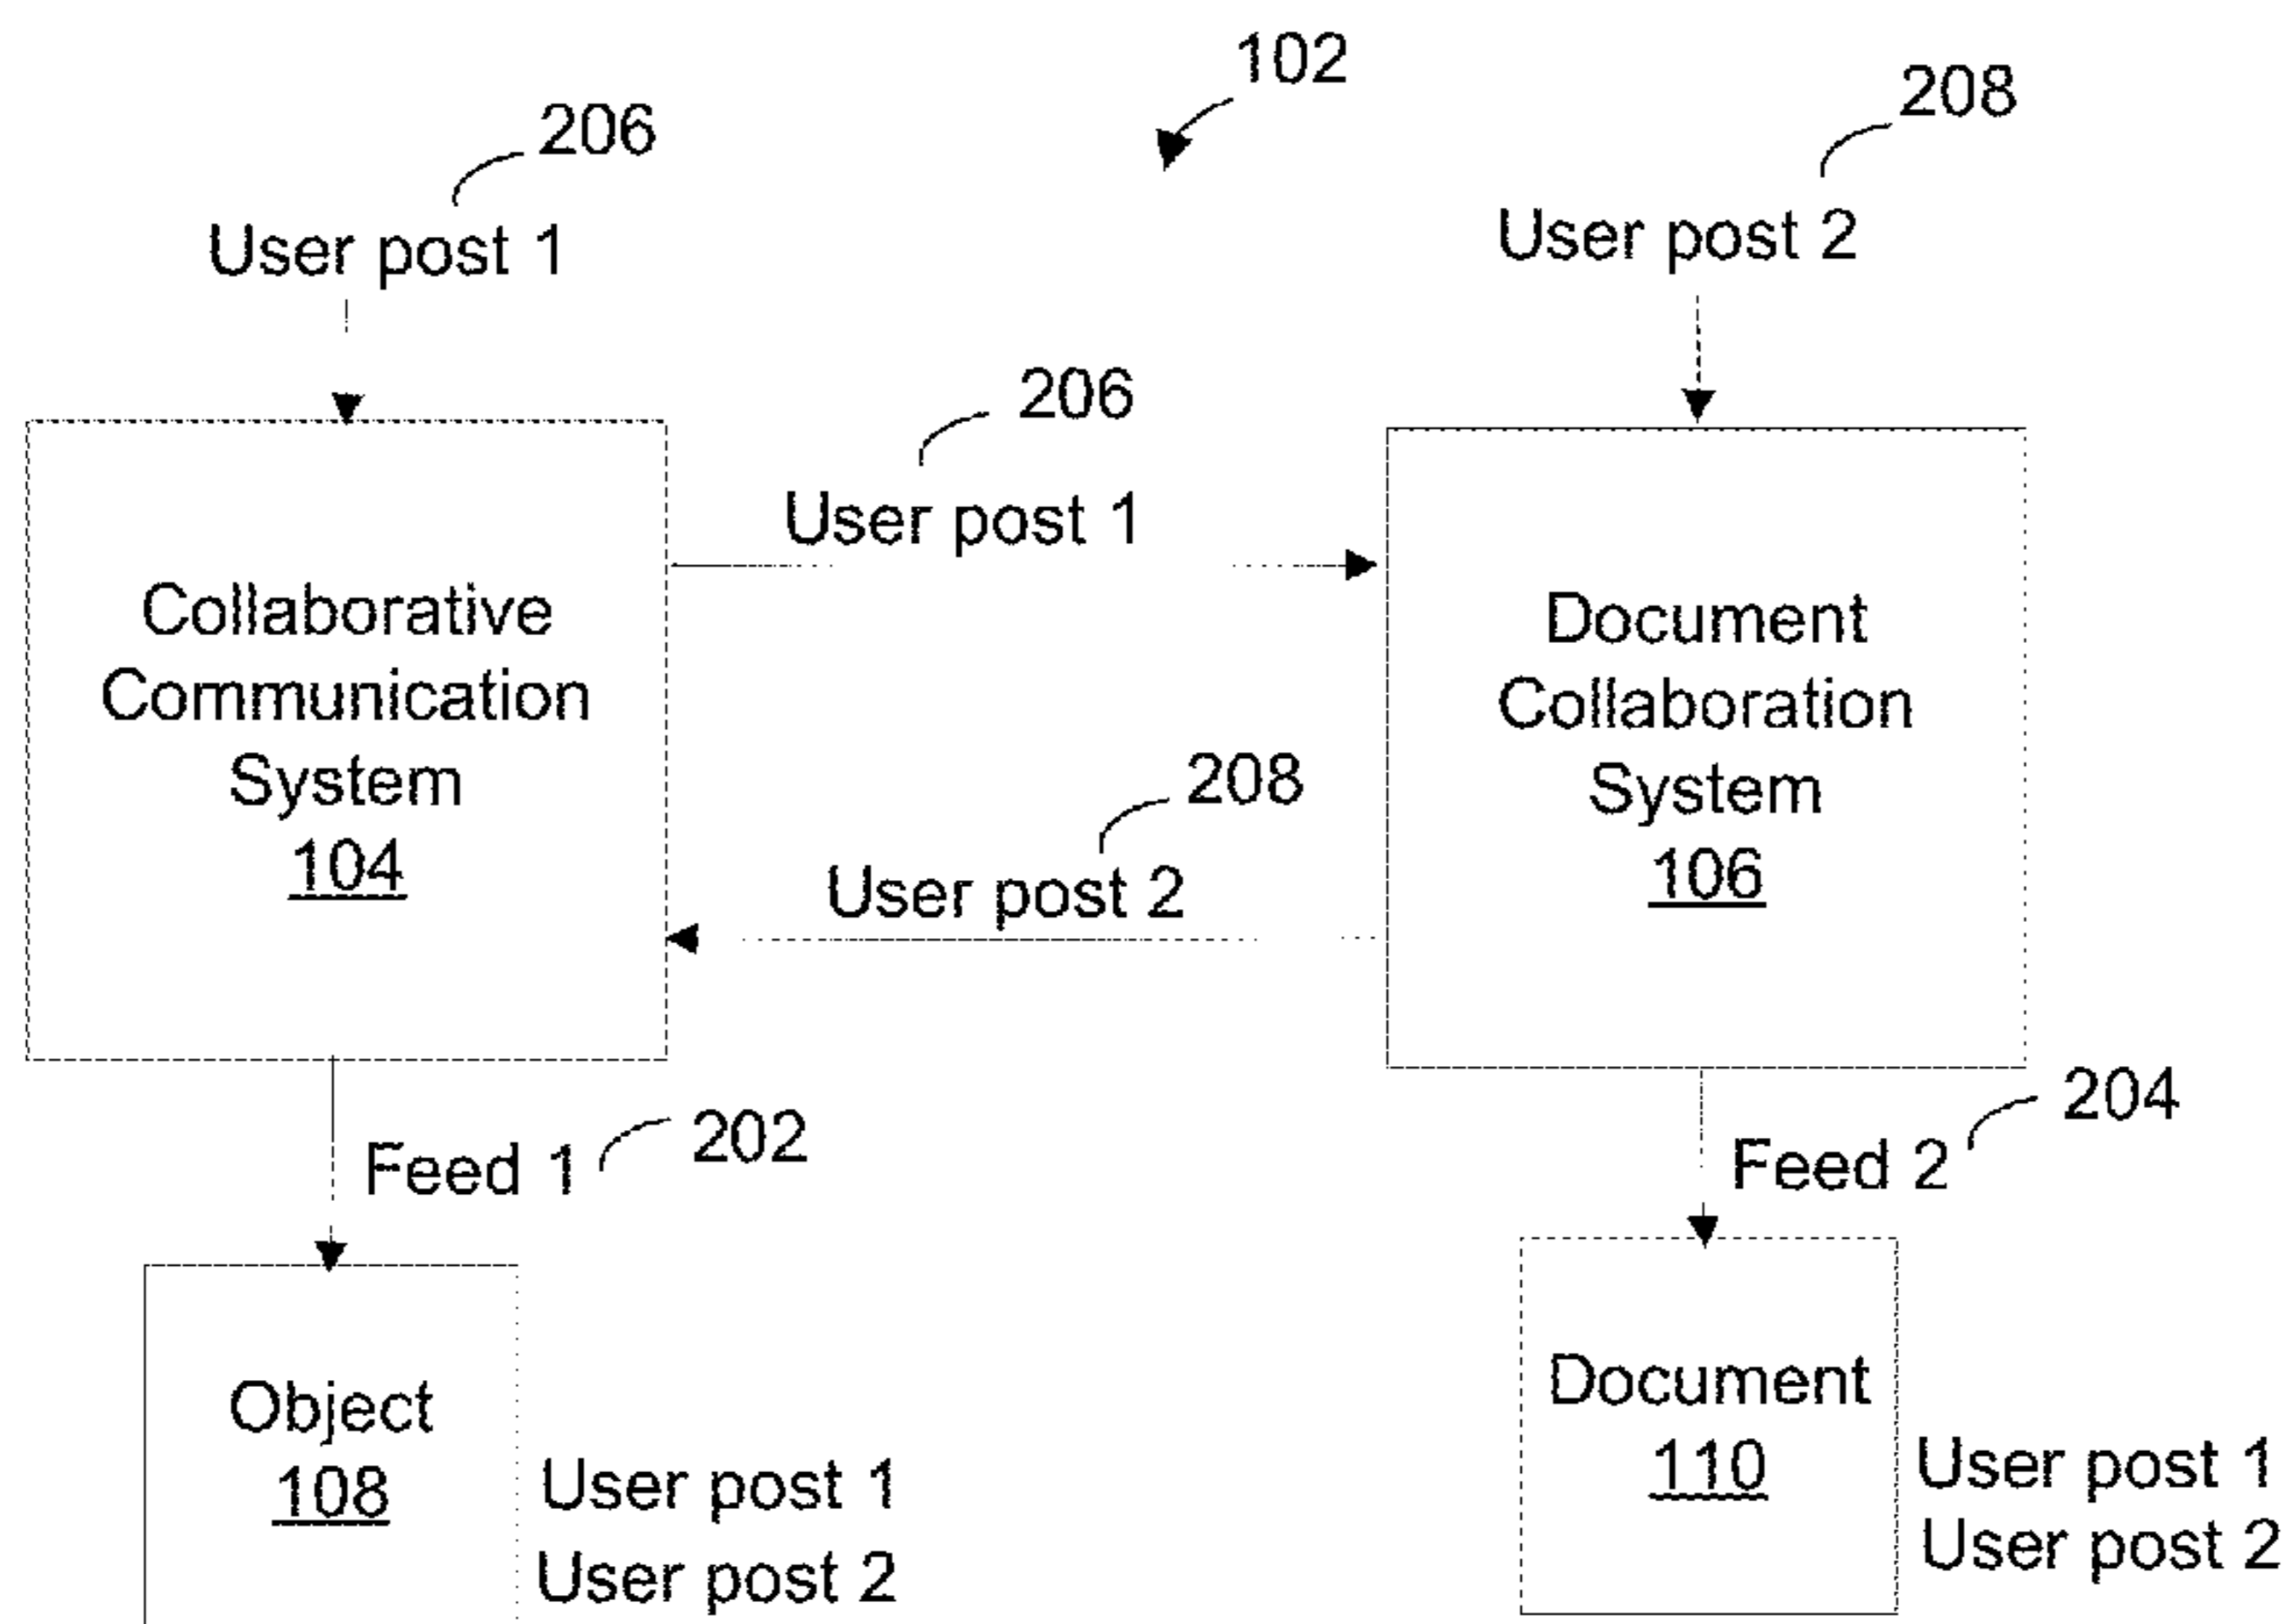 102
206
208
User post 1
User post 2
206
User post 1
Collaborative
Communication
System
104
Document
Collaboration
System
106
208
User post 2
202
Feed 1
204
Feed 2
Object
108
User post 1
User post 2
Document
110
User post 1
User post 2